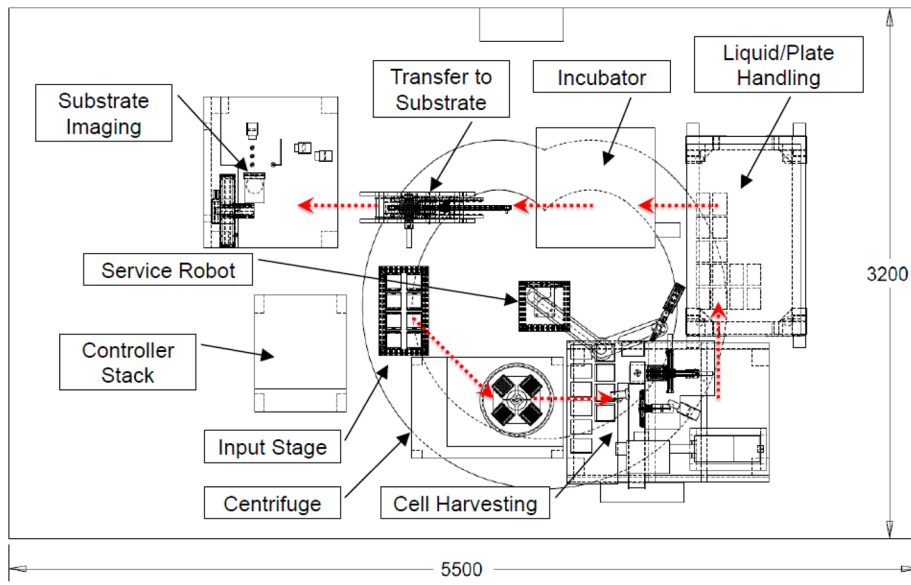 Liquid/Plate
Handling
Transfer to
Substrate
Incubator
Substrate
Imaging
Service Robot
3200
Controller
Stack
Input Stage
Centrifuge
Cell Harvesting
5500